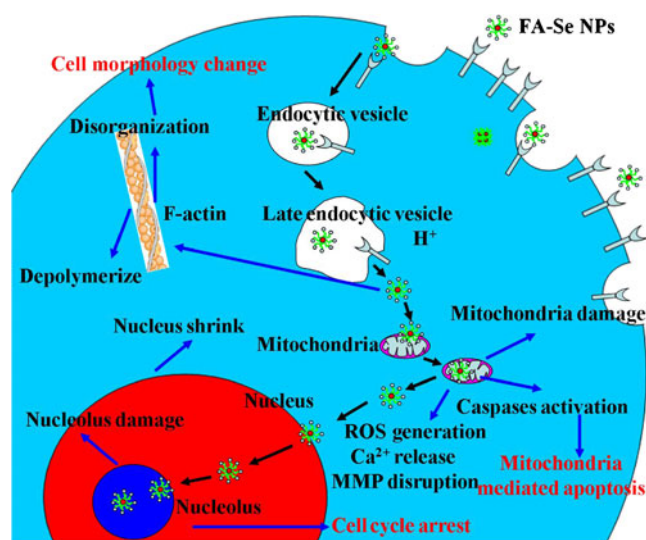 FA-Se NPs
Cell morphology change
Endocytic vesicle
Disorganization
F-actin
Late endocytic vesicle
H+
Depolymerize
Mitochondria damage
Nucleus shrink
Mitochondria
Nucleus
Caspases activation
Nucleolus damage
ROS generation
Ca2+ release
MMP disruption
Mitochondria
mediated apoptosis
Nucleolus
Cell cycle arrest